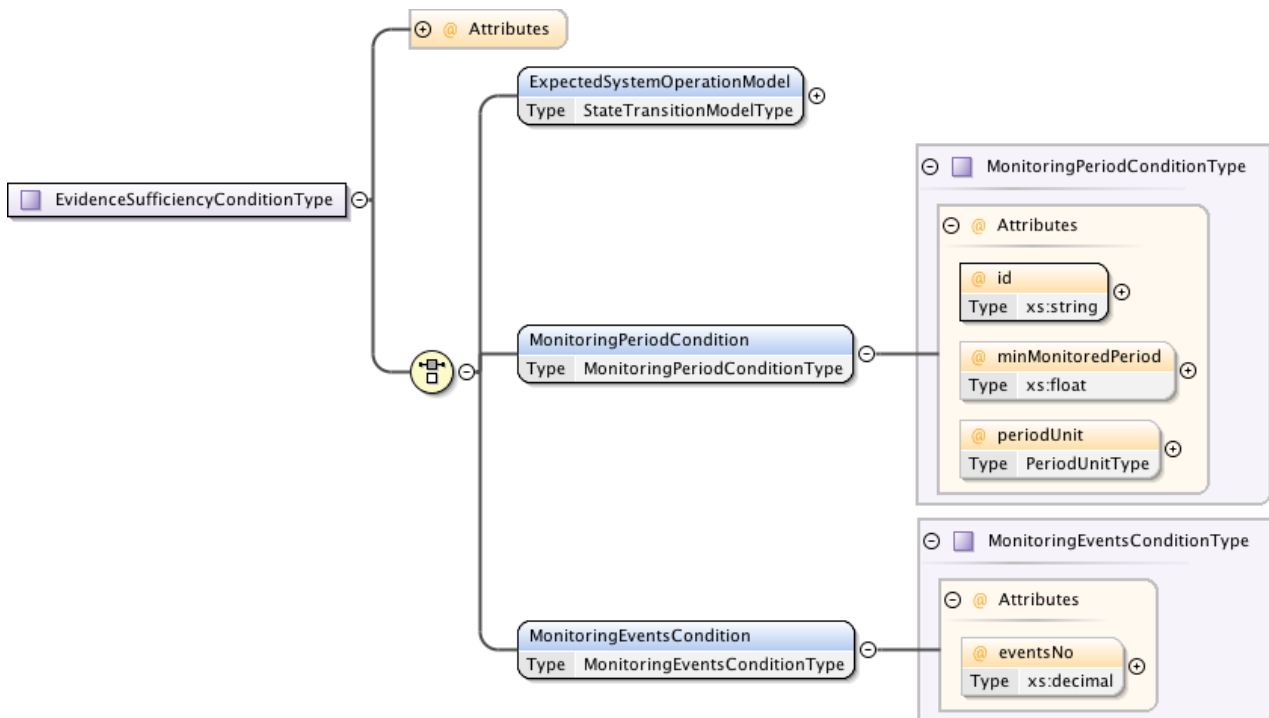 @ Attributes
ExpectedSystemOperationModel
Type StateTransitionModelType
EvidenceSufficiencyConditionType
MonitoringPeriodConditionType
@ Attributes
@ id
Type xs:string
@ minMonitoredPeriod
Type xs:float
@ periodUnit
Type PeriodUnitType
MonitoringPeriodCondition
Type MonitoringPeriodConditionType
MonitoringEventsConditionType
@ Attributes
@ eventsNo
Type xs:decimal
MonitoringEventsCondition
Type MonitoringEventsConditionType